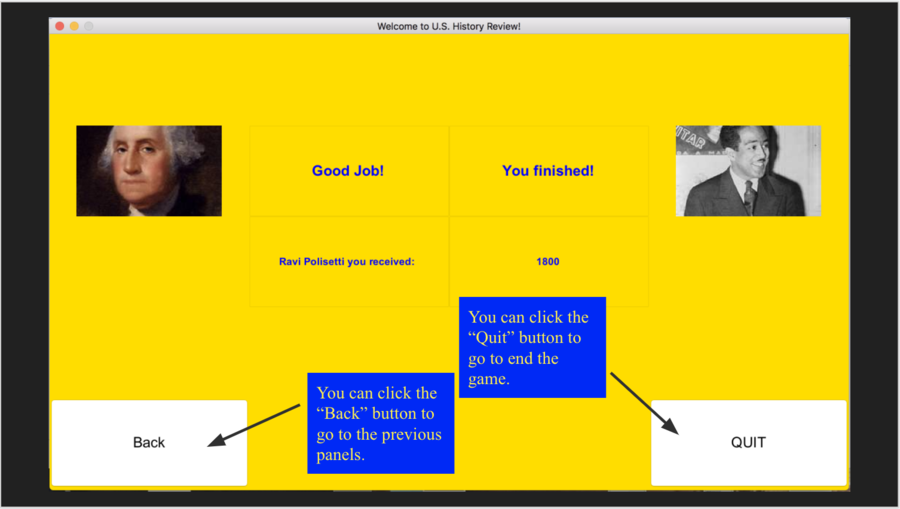 Welcome to U.S. History Review!
Good Job!
You finished!
Ravi Polisetti you received:
1800
You can click the
“Quit” button to
go to end the
game.
You can click the
“Back” button to
go to the previous
panels.
Back
QUIT